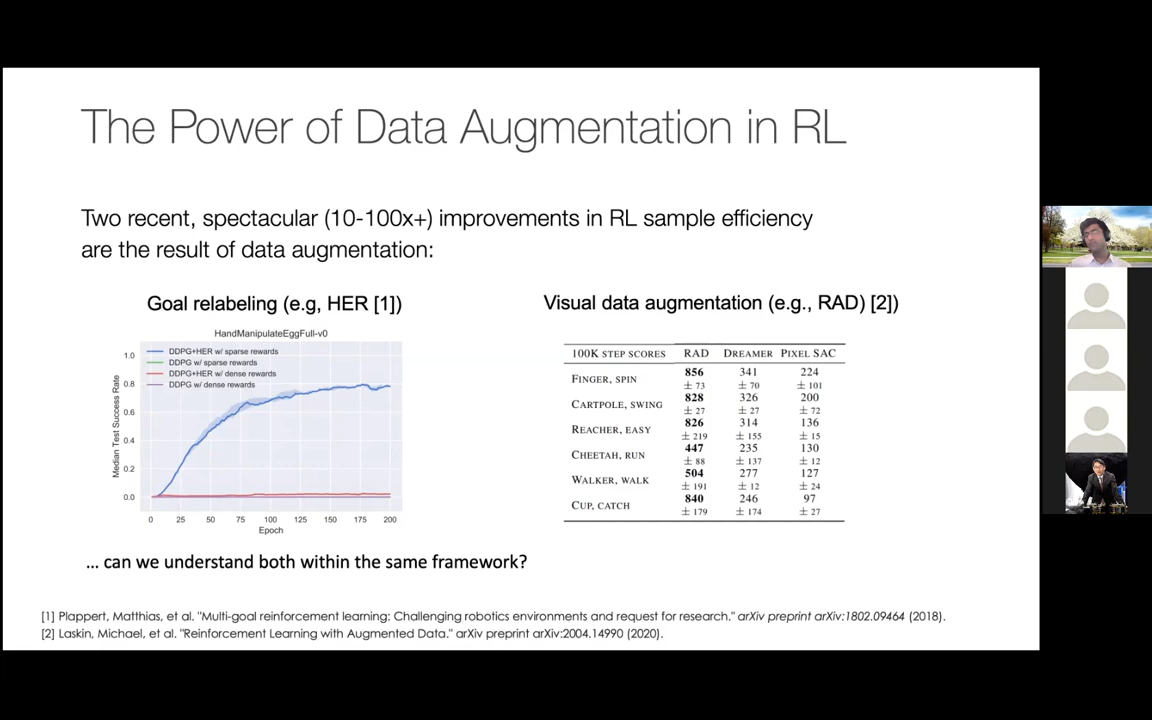 The Power of Data Augmentation in RL
Two recent, spectacular (10-100x+) improvements in RL sample efficiency
are the result of data augmentation:
Goal relabeling (e.g, HER [1])
HandManipulateEggFull-v0
DDPG+HER w/ sparse rewards
DDPG w/ sparse rewards
DDPG+HER w/ dense rewards
DDPG w/ dense rewards
Median Test Success Rate
1.0
0.8
0.6
0.4
0.2
0.0
0 25 50 75 100 125 150 175 200
Epoch
Visual data augmentation (e.g., RAD) [2])
100K STEP SCORES RAD DREAMER PIXEL SAC
FINGER, SPIN 856 341 224
± 73 ± 70 ± 101
CARTPOLE, SWING 828 326 200
± 27 ± 27 ± 72
REACHER, EASY 826 314 136
± 219 ± 155 ± 15
CHEETAH, RUN 447 235 130
± 88 ± 137 ± 12
WALKER, WALK 504 277 127
± 191 ± 12 ± 24
CUP, CATCH 840 246 97
± 179 ± 174 ± 27
... can we understand both within the same framework?
[1] Plappert, Matthias, et al. "Multi-goal reinforcement learning: Challenging robotics environments and request for research." arXiv preprint arXiv:1802.09464 (2018).
[2] Laskin, Michael, et al. "Reinforcement Learning with Augmented Data." arXiv preprint arXiv:2004.14990 (2020).